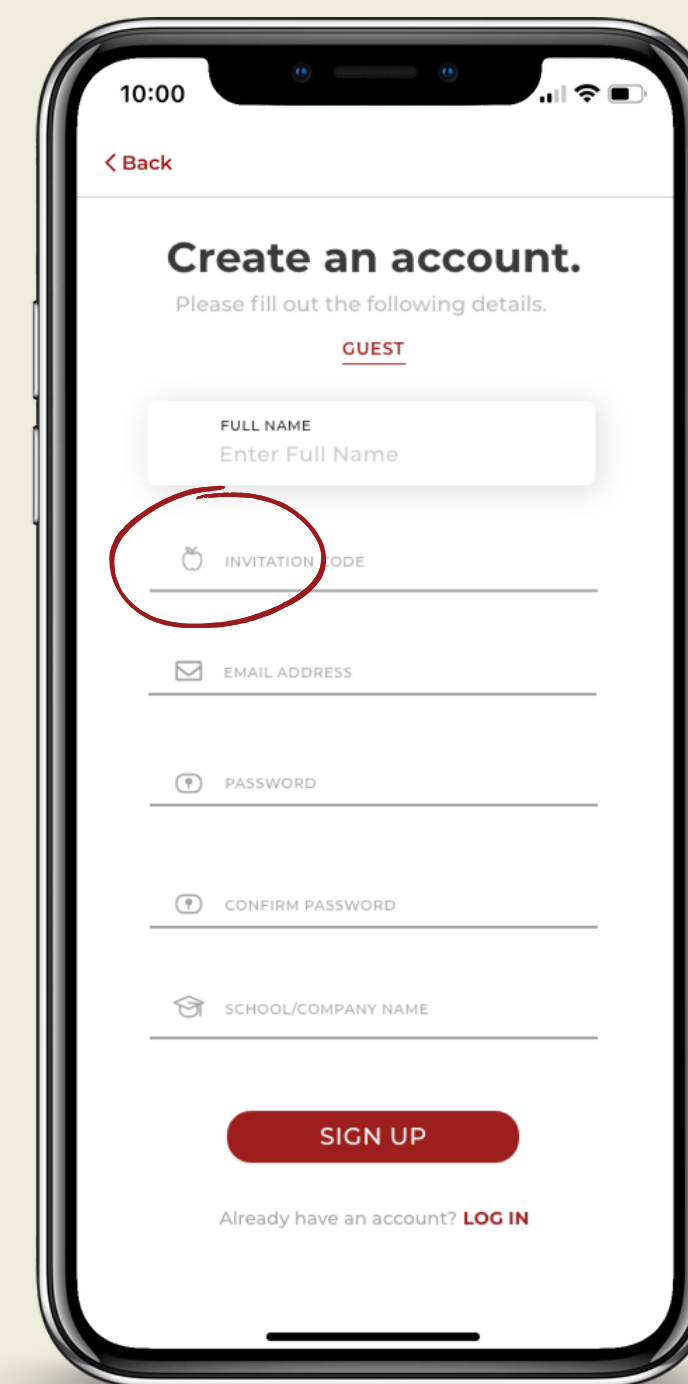 10:00
Back
Create an account.
Please fill out the following details.
GUEST
FULL NAME
Enter Full Name
INVITATION CODE
EMAIL ADDRESS
PASSWORD
CONFIRM PASSWORD
SCHOOL/COMPANY NAME
SIGN UP
Already have an account? LOG IN